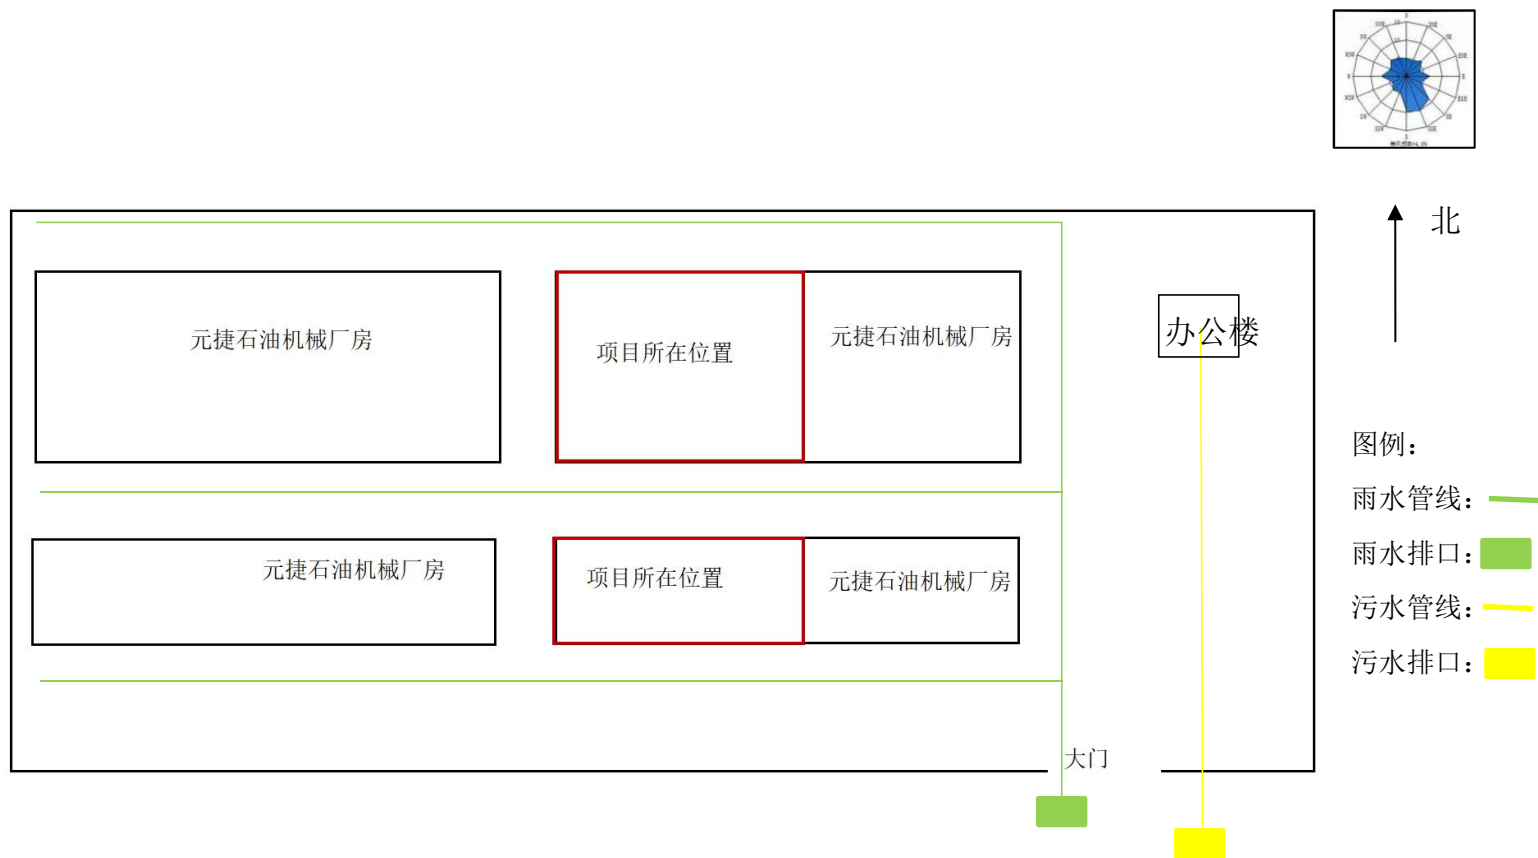 北
元捷石油机械厂房
项目所在位置
元捷石油机械厂房
办公楼
图例：
雨水管线：
雨水排口：
元捷石油机械厂房
项目所在位置
元捷石油机械厂房
污水管线：
污水排口：
大门